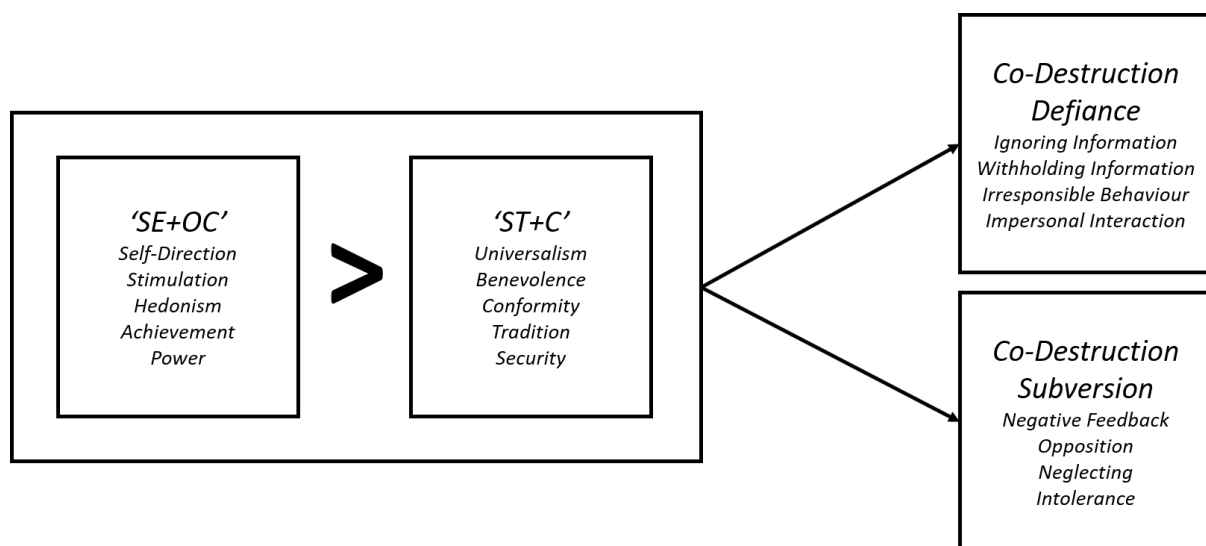 ‘SE+OC’
Self-Direction
Stimulation
Hedonism
Achievement
Power
>
‘ST+C’
Universalism
Benevolence
Conformity
Tradition
Security
Co-Destruction
Defiance
Ignoring Information
Withholding Information
Irresponsible Behaviour
Impersonal Interaction
Co-Destruction
Subversion
Negative Feedback
Opposition
Neglecting
Intolerance